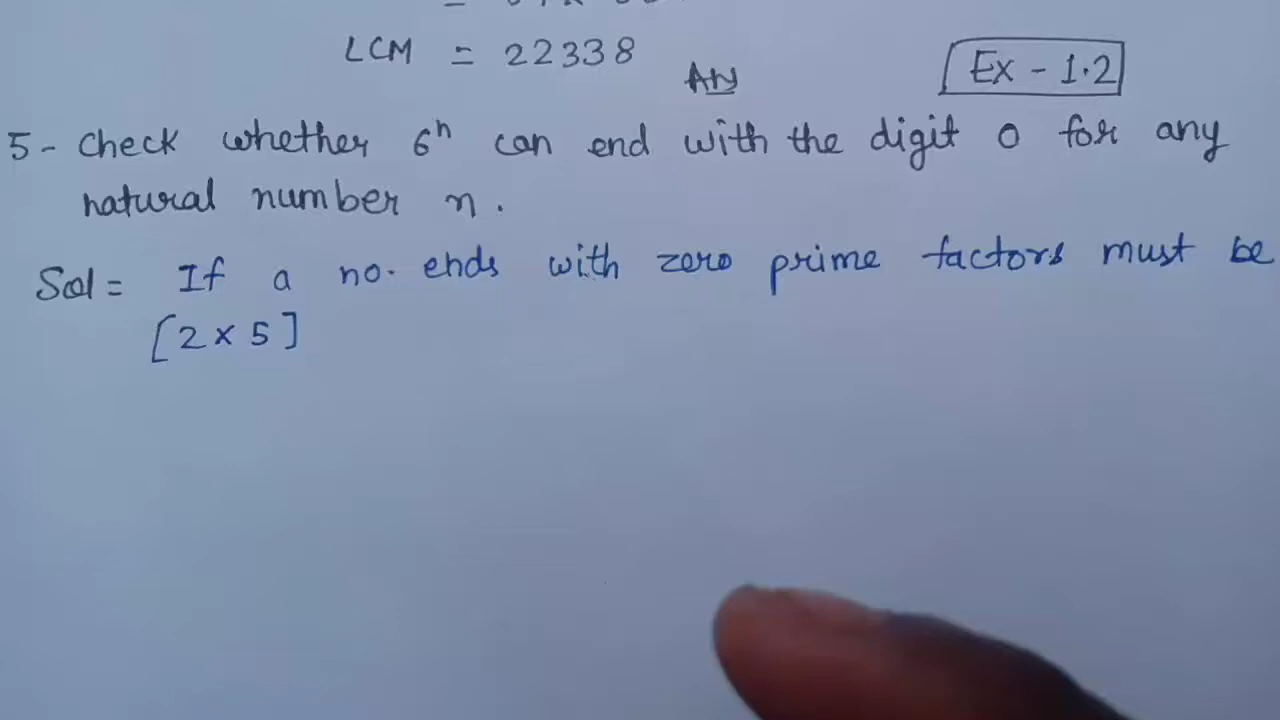 LCM = 22338
Ans
Ex - 1.2
5- Check whether 6ⁿ can end with the digit 0 for any
natural number n.
Sol = If a no. ends with zero prime factors must be
[2 x 5]